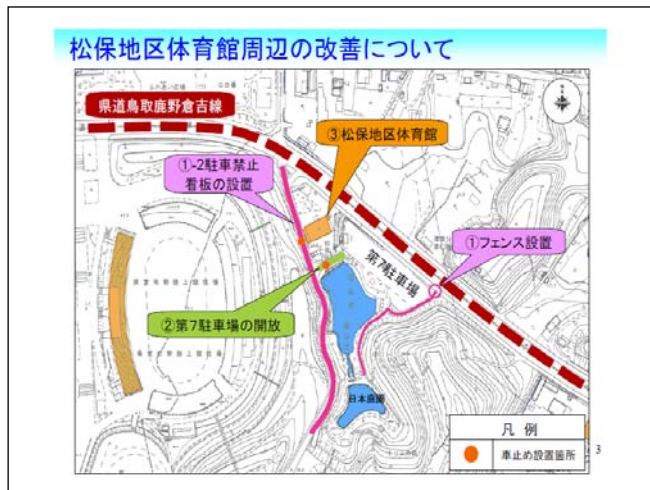 松保地区体育館周辺の改善について
県道鳥取鹿野倉吉線
③松保地区体育館
①-2駐車禁止
看板の設置
①フェンス設置
第7駐車場
②第7駐車場の開放
日本庭園
凡 例
車止め設置箇所
3